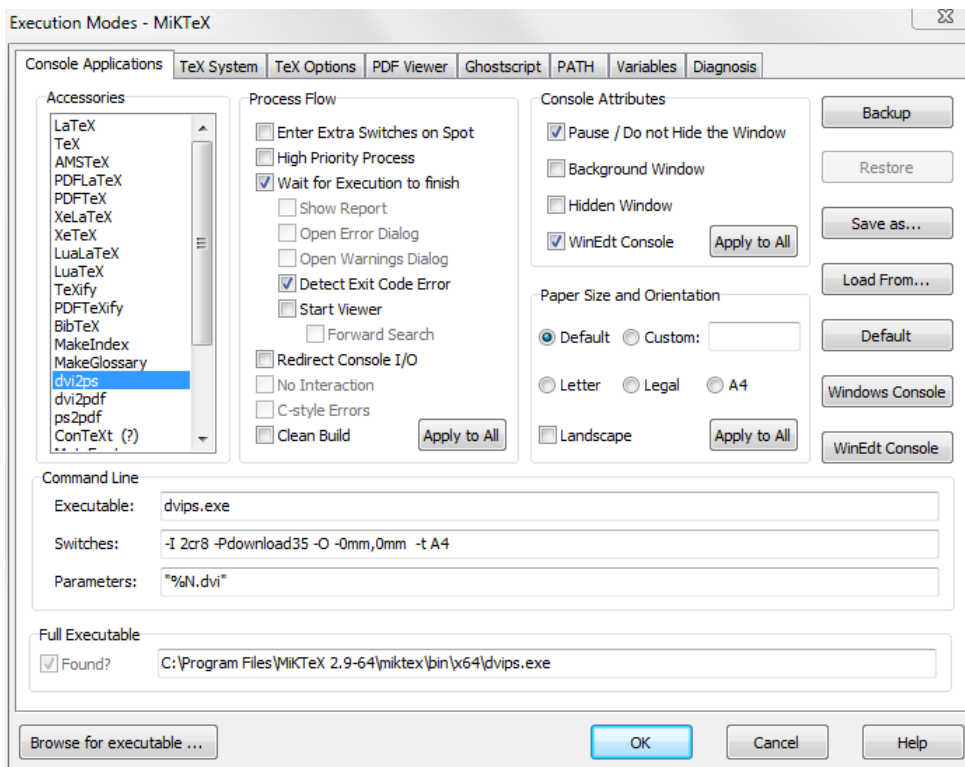 Execution Modes - MiKTeX
Console Applications TeX System TeX Options PDF Viewer Ghostscript PATH Variables Diagnosis
Accessories
LaTeX
TeX
AMSTeX
PDFLaTeX
PDFTeX
XeLaTeX
XeTeX
LuaLaTeX
LuaTeX
TeXify
PDFTeXify
BibTeX
MakeIndex
MakeGlossary
dvi2ps
dvi2pdf
ps2pdf
ConTeXt (?)
Process Flow
Enter Extra Switches on Spot
High Priority Process
Wait for Execution to finish
Show Report
Open Error Dialog
Open Warnings Dialog
Detect Exit Code Error
Start Viewer
Forward Search
Redirect Console I/O
No Interaction
C-style Errors
Clean Build Apply to All
Console Attributes
Pause / Do not Hide the Window
Background Window
Hidden Window
WinEdt Console Apply to All
Paper Size and Orientation
Default Custom:
Letter Legal A4
Landscape Apply to All
Backup
Restore
Save as...
Load From...
Default
Windows Console
WinEdt Console
Command Line
Executable: dvips.exe
Switches: -I 2cr8 -Pdownload35 -O -0mm,0mm -t A4
Parameters: "%N.dvi"
Full Executable
Found? C:\Program Files\MiKTeX 2.9-64\miktex\bin\x64\dvips.exe
Browse for executable ... OK Cancel Help